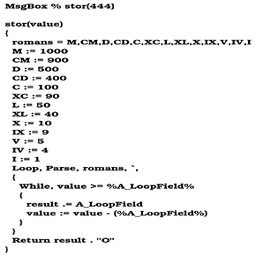 MsgBox % stor(444)
stor(value)
{
romans = M,CM,D,CD,C,XC,L,XL,X,IX,V,IV,I
M := 1000
CM := 900
D := 500
CD := 400
C := 100
XC := 90
L := 50
XL := 40
X := 10
IX := 9
V := 5
IV := 4
I := 1
Loop, Parse, romans, `,
{
While, value >= %A_LoopField%
{
result .= A_LoopField
value := value - (%A_LoopField%)
}
}
Return result . "O"
}